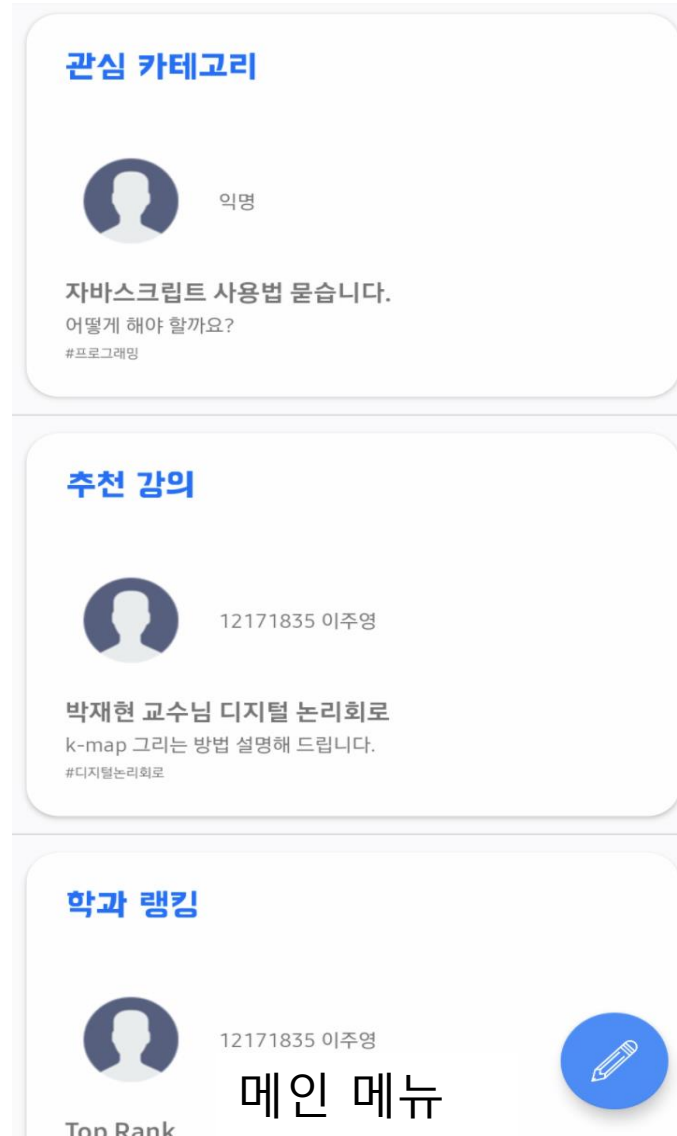 관심 카테고리
익명
자바스크립트 사용법 묻습니다.
어떻게 해야 할까요?
#프로그래밍
추천 강의
12171835 이주영
박재현 교수님 디지털 논리회로
k-map 그리는 방법 설명해 드립니다.
#디지털논리회로
학과 랭킹
12171835 이주영
메인 메뉴
Top Rank